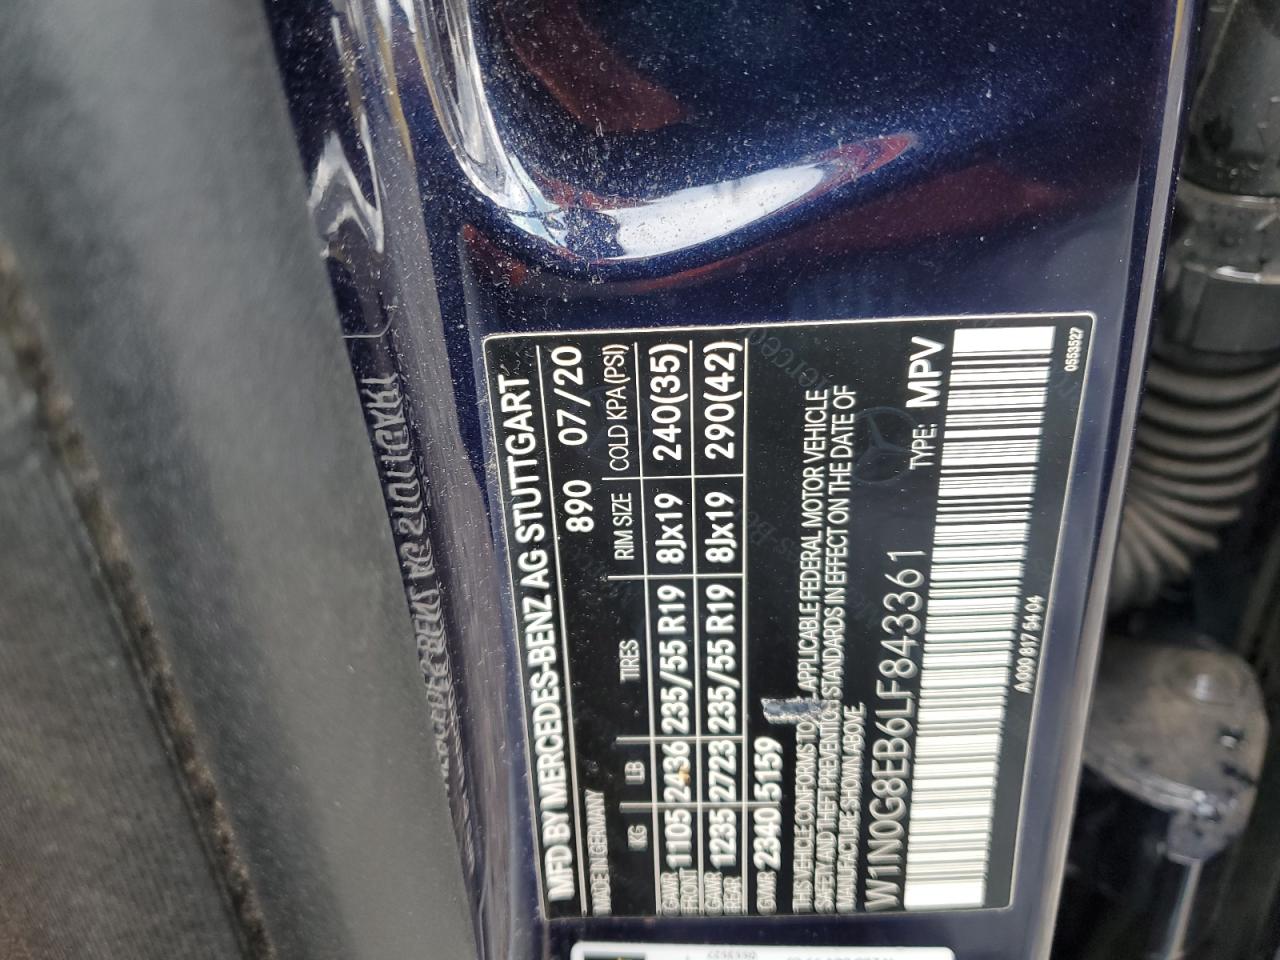 MFD BY MERCEDES-BENZ AG STUTTGART
MADE IN GERMANY 890 07/20
KG LB TIRES RIM SIZE COLD KPA (PSI)
GAWR FRONT 1105 2436 235/55 R19 8Jx19 240(35)
GAWR REAR 1235 2723 235/55 R19 8Jx19 290(42)
GVWR 2340 5159
THIS VEHICLE CONFORMS TO APPLICABLE FEDERAL MOTOR VEHICLE
SAFETY AND THEFT PREVENTION STANDARDS IN EFFECT ON THE DATE OF
MANUFACTURE SHOWN ABOVE.
W1N0G8EB6LF843361 TYPE: MPV
A 000 817 54 04 0553527